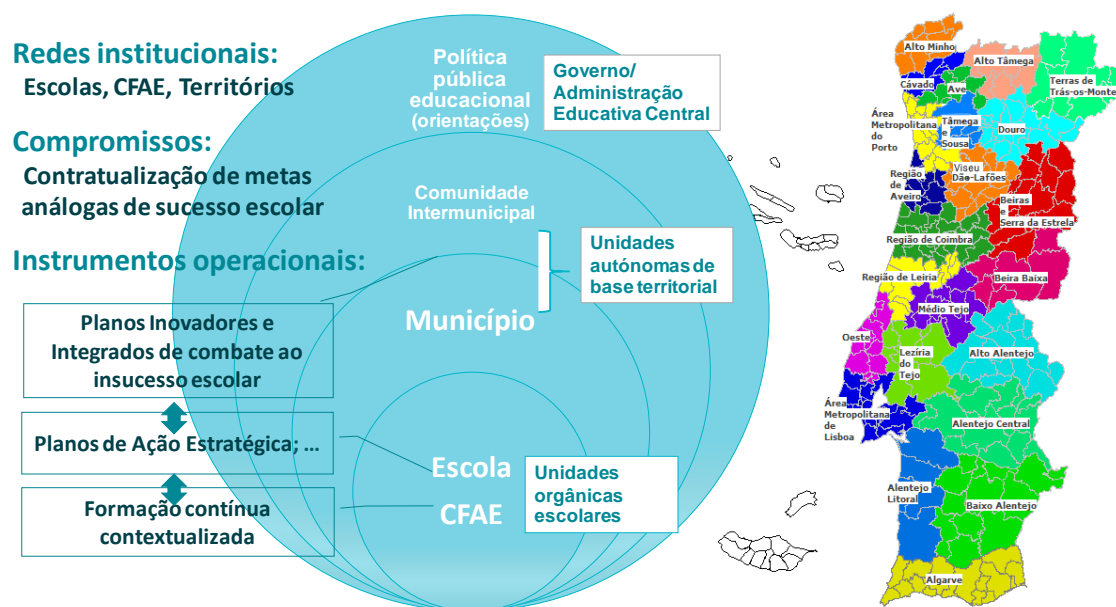 Redes institucionais:
Escolas, CFAE, Territórios
Compromissos:
Contratualização de metas
análogas de sucesso escolar
Instrumentos operacionais:
Planos Inovadores e
Integrados de combate ao
insucesso escolar
Planos de Ação Estratégica; ...
Formação contínua
contextualizada
Política
pública
educacional
(orientações)
Governo/
Administração
Educativa Central
Comunidade
Intermunicipal
Unidades
autónomas de
base territorial
Município
Escola
CFAE
Unidades
orgânicas
escolares
Alto Minho
Alto Tâmega
Terras de
Trás-os-Monte
Cávado
Ave
Área
Metropolitana
do
Porto
Tâmega
e
Sousa
Douro
Região
de
Aveiro
Viseu
Dão-Lafões
Beiras
e
Serra da Estrela
Região de Coimbra
Região de Leiria
Beira Baixa
Médio Tejo
Oeste
Lezíria
do
Tejo
Alto Alentejo
Área
Metropolitana
de
Lisboa
Alentejo Central
Alentejo
Litoral
Baixo Alentejo
Algarve